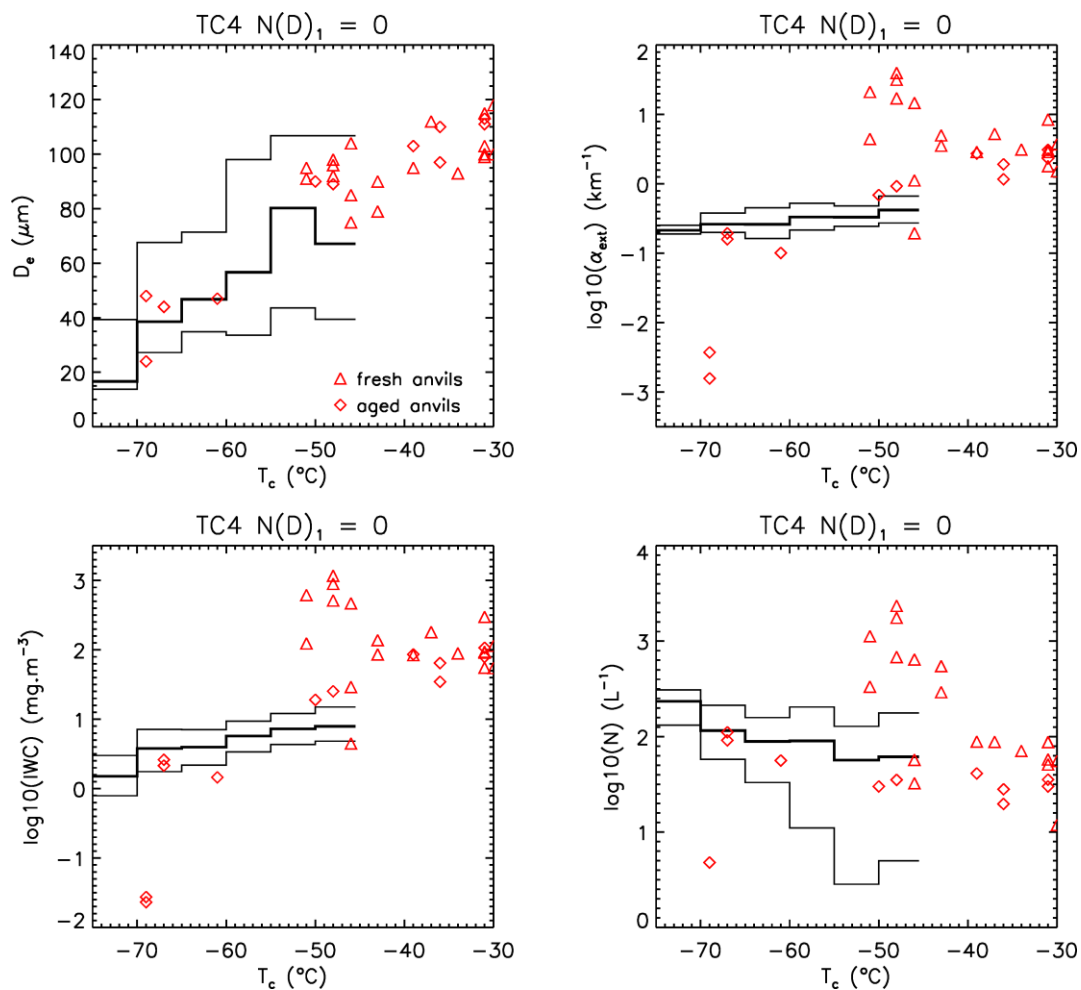 TC4 N(D)₁ = 0
140
120
100
80
60
40
20
0
Dₑ (μm)
△ fresh anvils
◇ aged anvils
−70 −60 −50 −40 −30
T_c (°C)
TC4 N(D)₁ = 0
2
1
0
−1
−2
−3
log10(α_ext) (km⁻¹)
−70 −60 −50 −40 −30
T_c (°C)
TC4 N(D)₁ = 0
3
2
1
0
−1
−2
log10(IWC) (mg.m⁻³)
−70 −60 −50 −40 −30
T_c (°C)
TC4 N(D)₁ = 0
4
3
2
1
0
log10(N) (L⁻¹)
−70 −60 −50 −40 −30
T_c (°C)